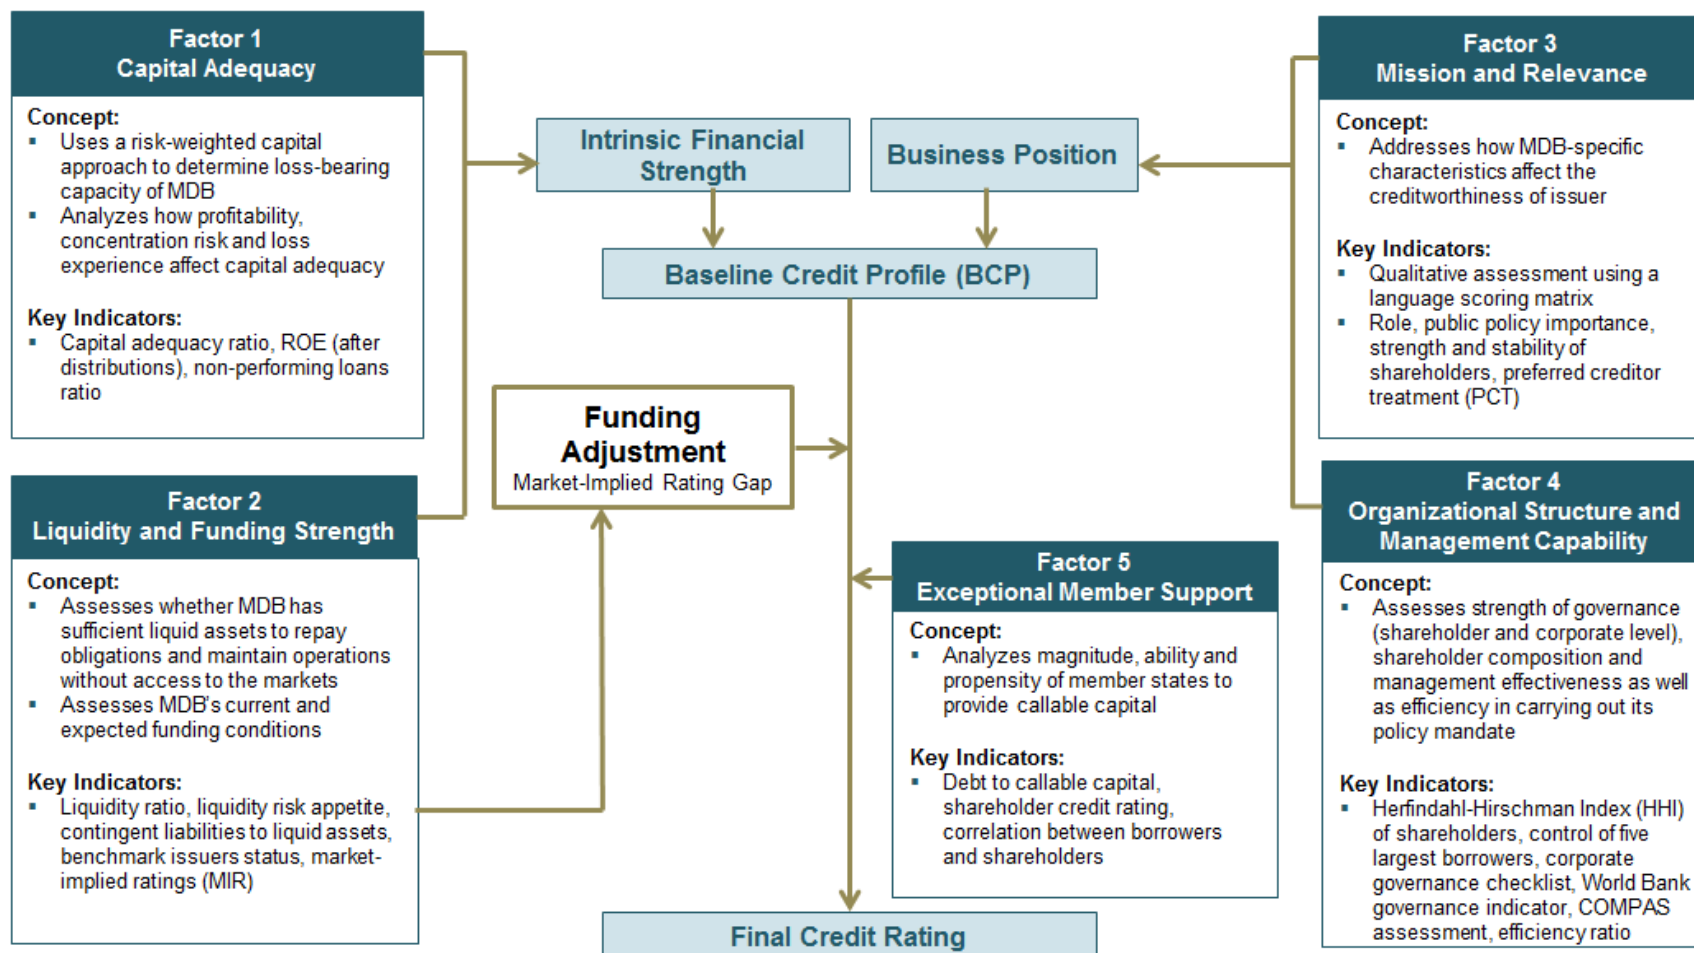 Factor 1
Capital Adequacy
Concept:
▪ Uses a risk-weighted capital
approach to determine loss-bearing
capacity of MDB
▪ Analyzes how profitability,
concentration risk and loss
experience affect capital adequacy
Key Indicators:
▪ Capital adequacy ratio, ROE (after
distributions), non-performing loans
ratio
Factor 2
Liquidity and Funding Strength
Concept:
▪ Assesses whether MDB has
sufficient liquid assets to repay
obligations and maintain operations
without access to the markets
▪ Assesses MDB's current and
expected funding conditions
Key Indicators:
▪ Liquidity ratio, liquidity risk appetite,
contingent liabilities to liquid assets,
benchmark issuers status, market-
implied ratings (MIR)
Intrinsic Financial
Strength
Business Position
Baseline Credit Profile (BCP)
Funding
Adjustment
Market-Implied Rating Gap
Factor 5
Exceptional Member Support
Concept:
▪ Analyzes magnitude, ability and
propensity of member states to
provide callable capital
Key Indicators:
▪ Debt to callable capital,
shareholder credit rating,
correlation between borrowers
and shareholders
Final Credit Rating
Factor 3
Mission and Relevance
Concept:
▪ Addresses how MDB-specific
characteristics affect the
creditworthiness of issuer
Key Indicators:
▪ Qualitative assessment using a
language scoring matrix
▪ Role, public policy importance,
strength and stability of
shareholders, preferred creditor
treatment (PCT)
Factor 4
Organizational Structure and
Management Capability
Concept:
▪ Assesses strength of governance
(shareholder and corporate level),
shareholder composition and
management effectiveness as well
as efficiency in carrying out its
policy mandate
Key Indicators:
▪ Herfindahl-Hirschman Index (HHI)
of shareholders, control of five
largest borrowers, corporate
governance checklist, World Bank
governance indicator, COMPAS
assessment, efficiency ratio